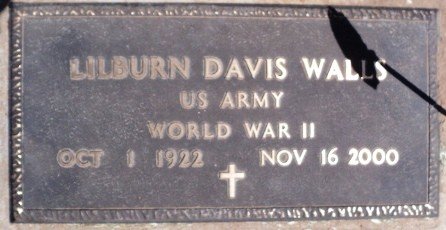 LILBURN DAVIS WALLS
US ARMY
WORLD WAR II
OCT 1 1922 NOV 16 2000